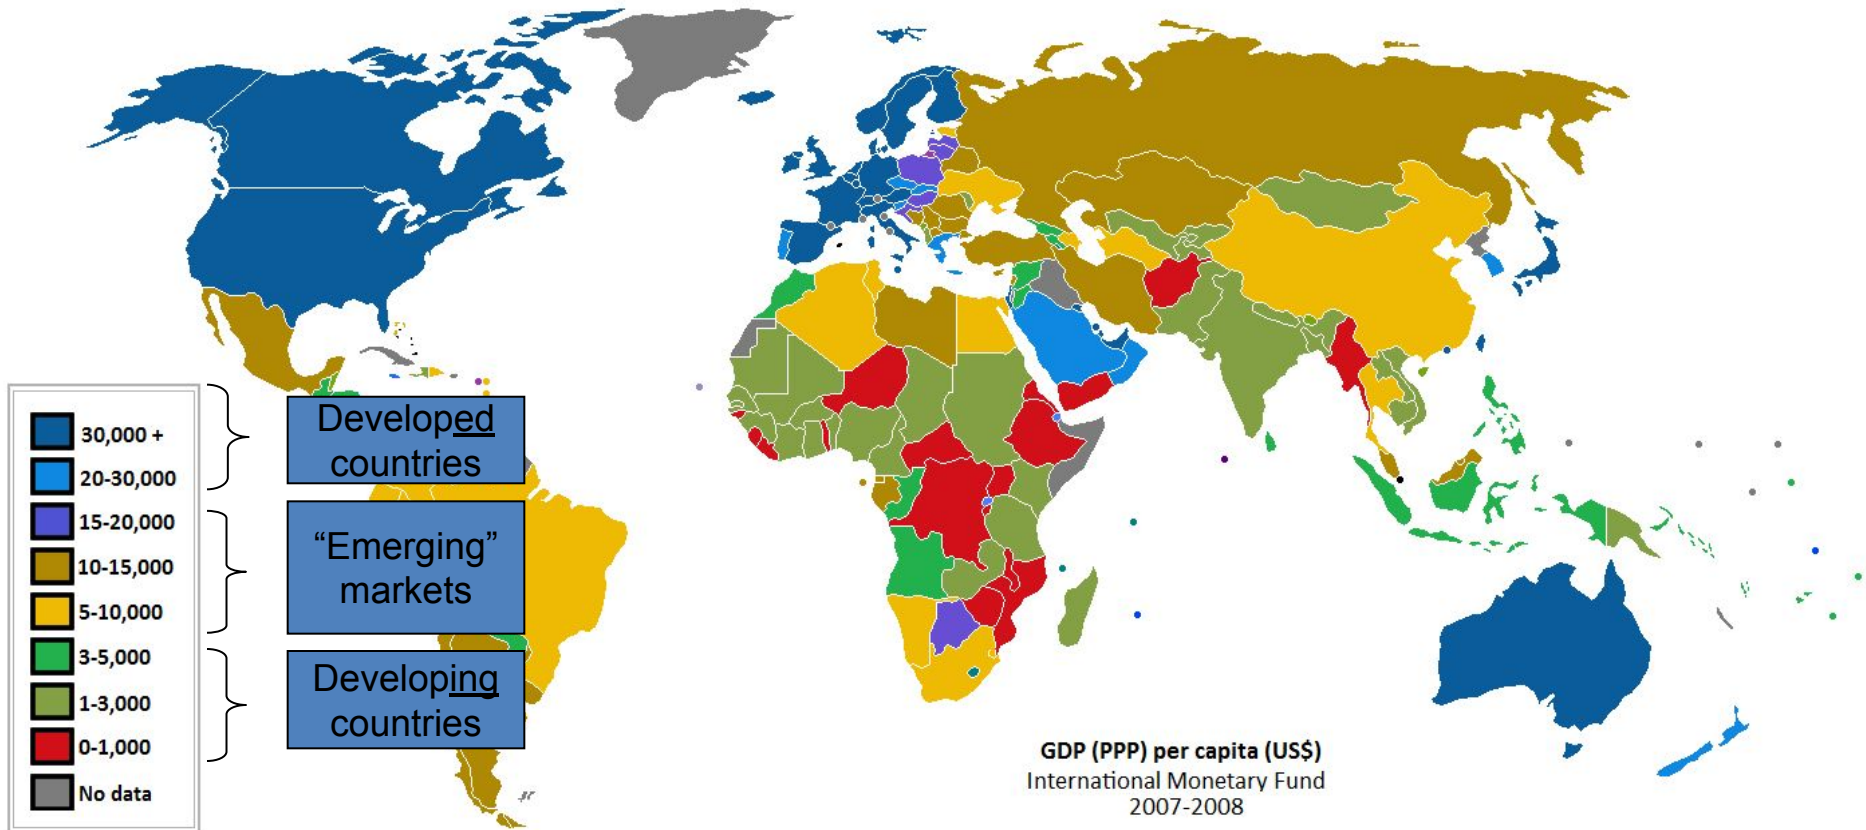 30,000 +
20-30,000
15-20,000
10-15,000
5-10,000
3-5,000
1-3,000
0-1,000
No data
Developed
countries
“Emerging”
markets
Developing
countries
GDP (PPP) per capita (US$)
International Monetary Fund
2007-2008